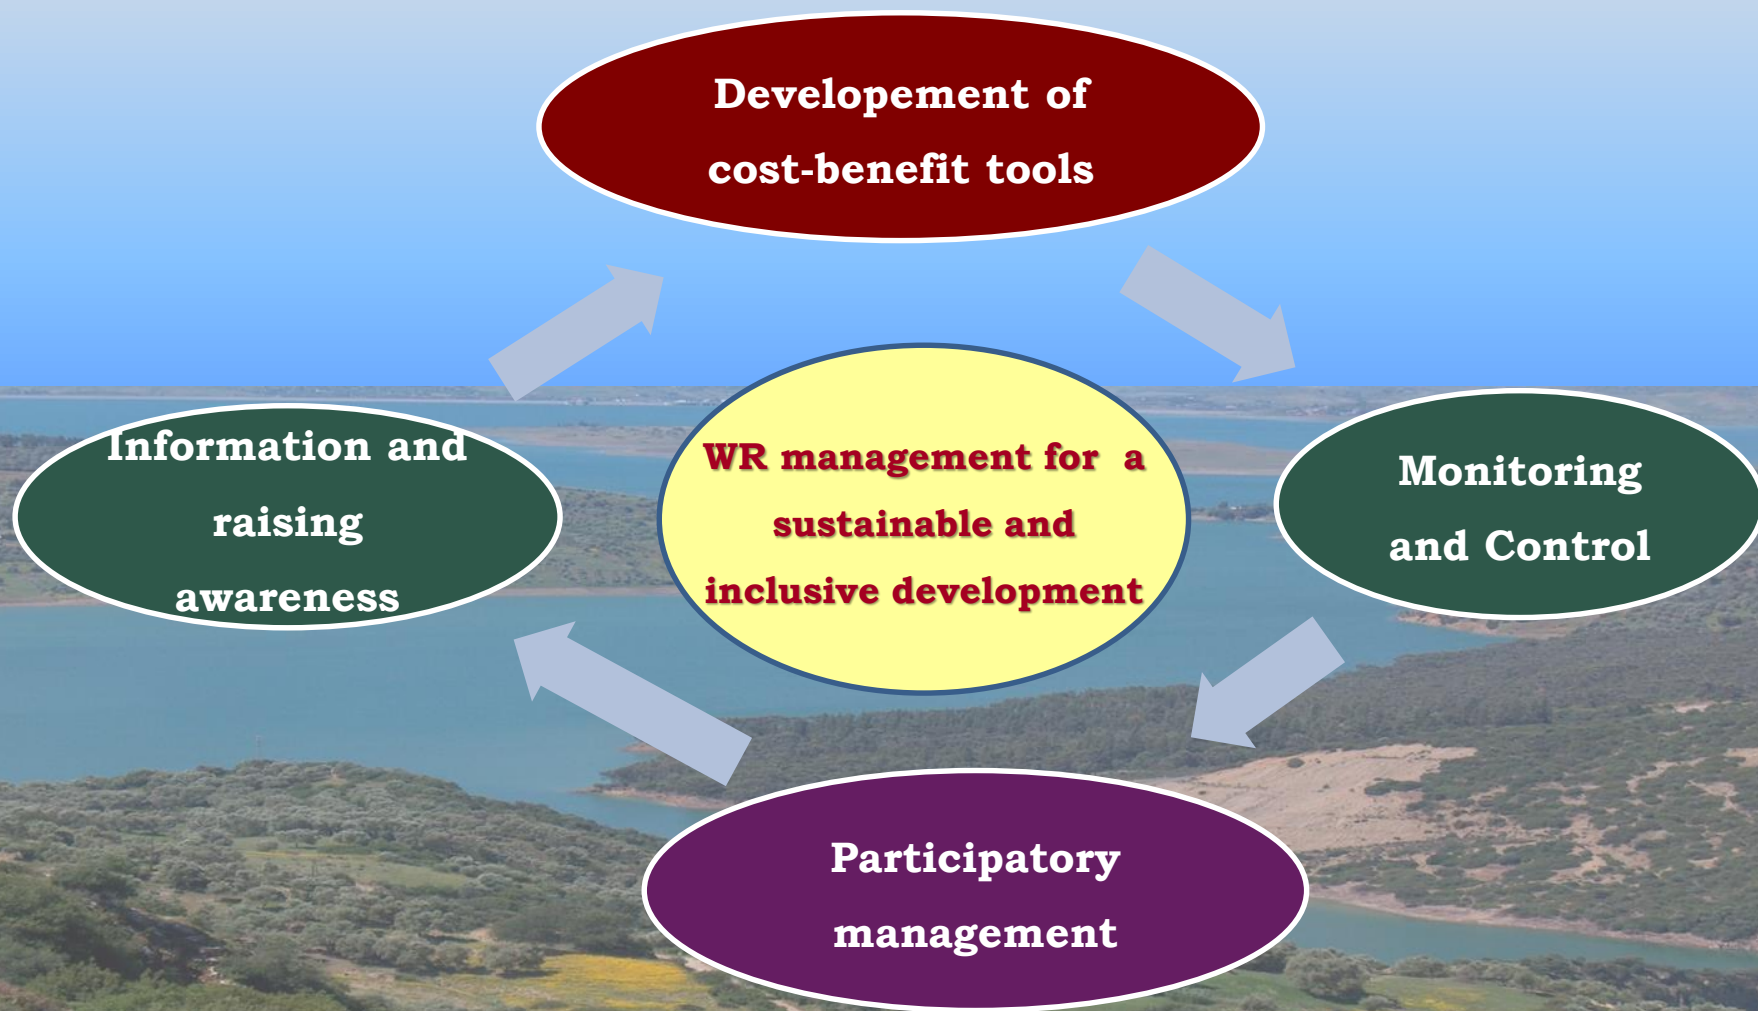 Developement of
cost-benefit tools
Information and
raising
awareness
WR management for  a
sustainable and
inclusive development
Monitoring
and Control
Participatory
management